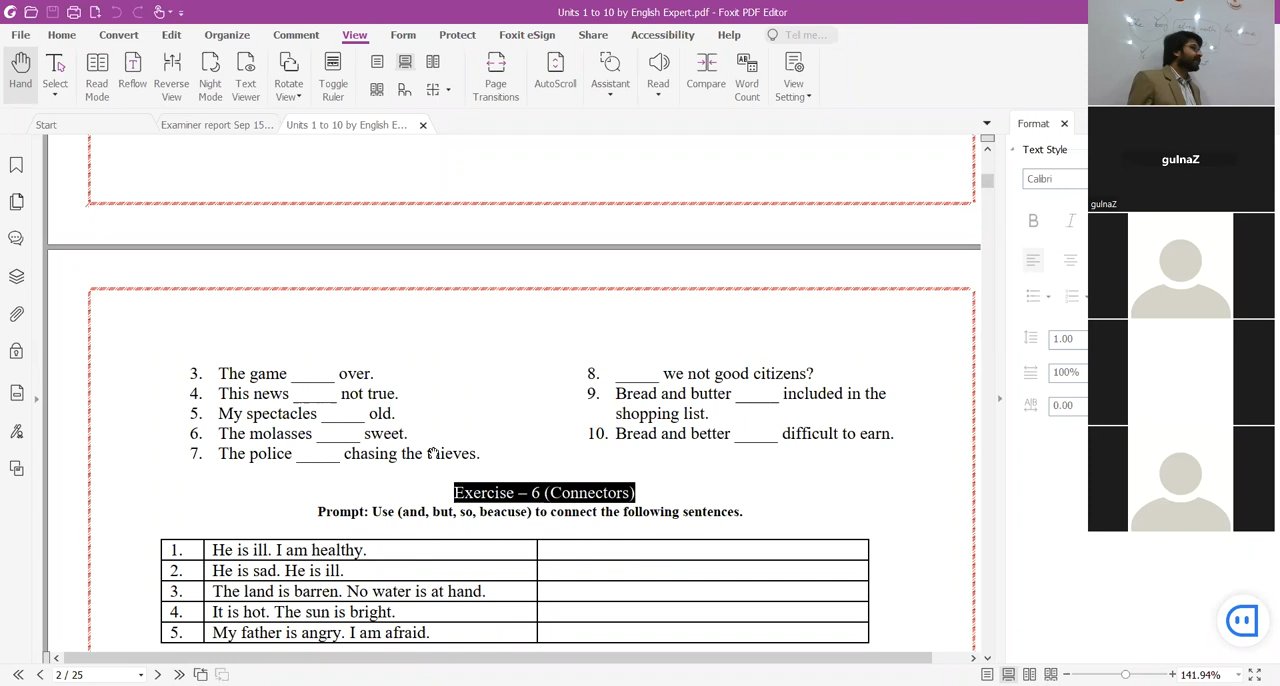 Units 1 to 10 by English Expert.pdf - Foxit PDF Editor
File Home Convert Edit Organize Comment View Form Protect Foxit eSign Share Accessibility Help Tell me...
Hand Select Read Mode Reflow Reverse View Night Mode Text Viewer Rotate View Toggle Ruler Page Transitions AutoScroll Assistant Read Compare Word Count View Setting
Start Examiner report Sep 15... Units 1 to 10 by English E...
Format
Text Style
Calibri
B I
1.00
100%
0.00
guInaZ
guInaZ
3. The game _____ over.
4. This news _____ not true.
5. My spectacles _____ old.
6. The molasses _____ sweet.
7. The police _____ chasing the thieves.
8. _____ we not good citizens?
9. Bread and butter _____ included in the
shopping list.
10. Bread and better _____ difficult to earn.
Exercise – 6 (Connectors)
Prompt: Use (and, but, so, beacuse) to connect the following sentences.
1. He is ill. I am healthy.
2. He is sad. He is ill.
3. The land is barren. No water is at hand.
4. It is hot. The sun is bright.
5. My father is angry. I am afraid.
2 / 25
141.94%